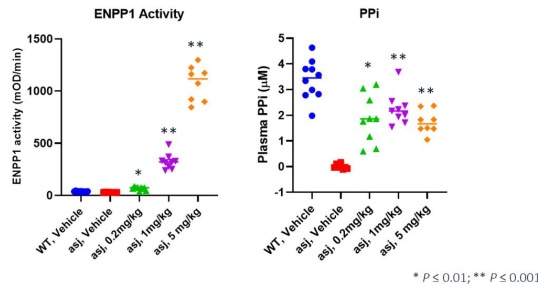 ENPP1 Activity
ENPP1 activity (mOD/min)
1500
1000
500
0
*
**
**
WT, Vehicle
asj, Vehicle
asj, 0.2mg/kg
asj, 1mg/kg
asj, 5 mg/kg
PPi
Plasma PPi (μM)
5
4
3
2
1
0
-1
*
**
**
WT, Vehicle
asj, Vehicle
asj, 0.2mg/kg
asj, 1mg/kg
asj, 5 mg/kg
* P ≤ 0.01; ** P ≤ 0.001